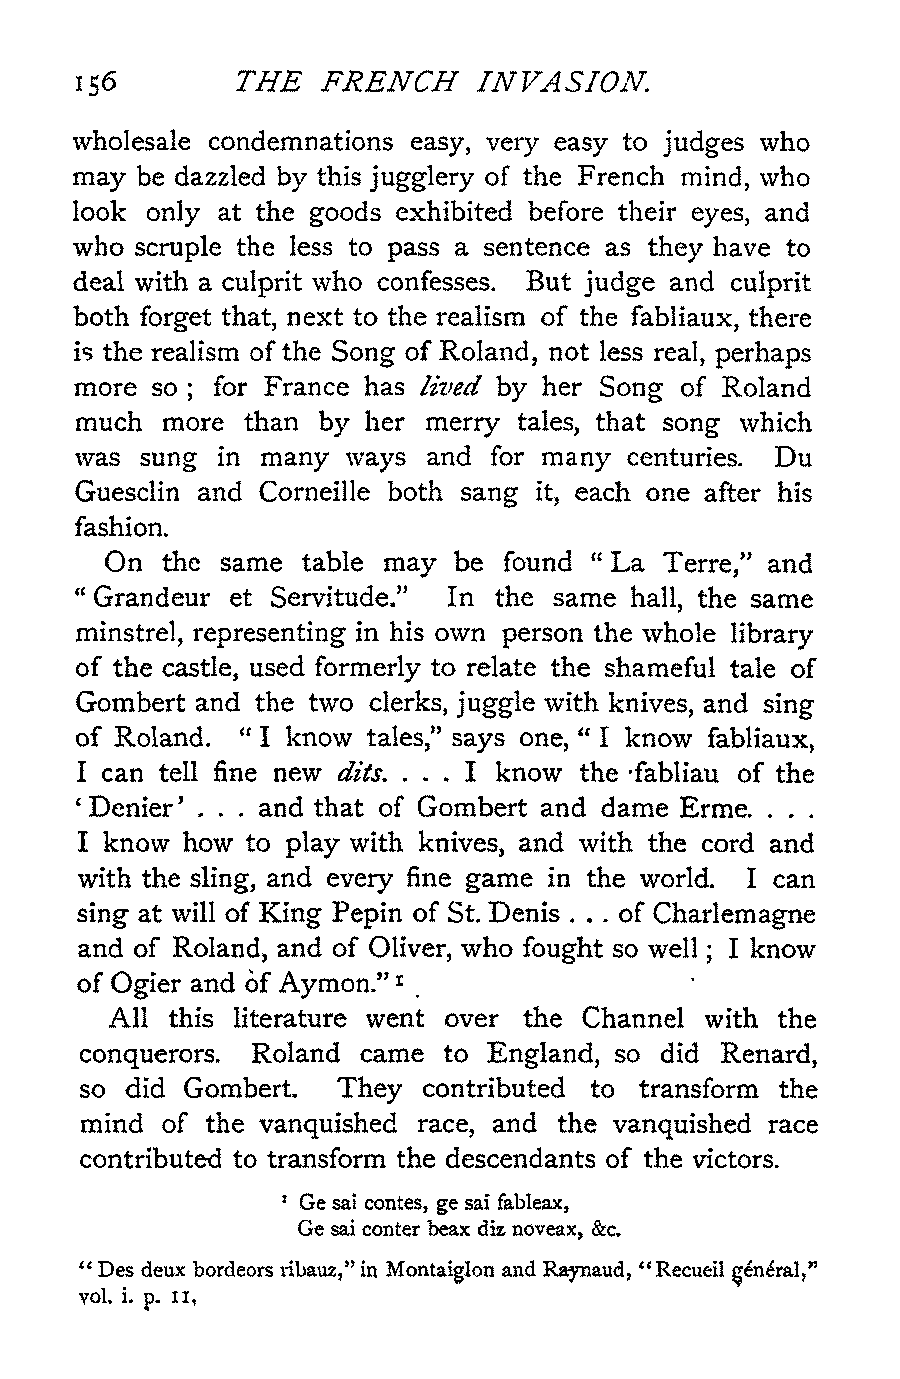 156 THE FRENCH INVASION.
wholesale condemnations easy, very easy to judges who
may be dazzled by this jugglery of the French mind, who
look only at the goods exhibited before their eyes, and
who scruple the less to pass a sentence as they have to
deal with a culprit who confesses. But judge and culprit
both forget that, next to the realism of the fabliaux, there
is the realism of the Song of Roland, not less real, perhaps
more so ; for France has lived by her Song of Roland
much more than by her merry tales, that song which
was sung in many ways and for many centuries. Du
Guesclin and Corneille both sang it, each one after his
fashion.
On the same table may be found “ La Terre,” and
“ Grandeur et Servitude.” In the same hall, the same
minstrel, representing in his own person the whole library
of the castle, used formerly to relate the shameful tale of
Gombert and the two clerks, juggle with knives, and sing
of Roland. “ I know tales,” says one, “ I know fabliaux,
I can tell fine new dits. . . . I know the fabliau of the
‘ Denier ’ . . . and that of Gombert and dame Erme. . . .
I know how to play with knives, and with the cord and
with the sling, and every fine game in the world. I can
sing at will of King Pepin of St. Denis . . . of Charlemagne
and of Roland, and of Oliver, who fought so well ; I know
of Ogier and of Aymon.” ¹
All this literature went over the Channel with the
conquerors. Roland came to England, so did Renard,
so did Gombert. They contributed to transform the
mind of the vanquished race, and the vanquished race
contributed to transform the descendants of the victors.
¹ Ge sai contes, ge sai fableax,
Ge sai conter beax diz noveax, &c.
“ Des deux bordeors ribauz,” in Montaiglon and Raynaud, “ Recueil général,”
vol. i. p. 11,